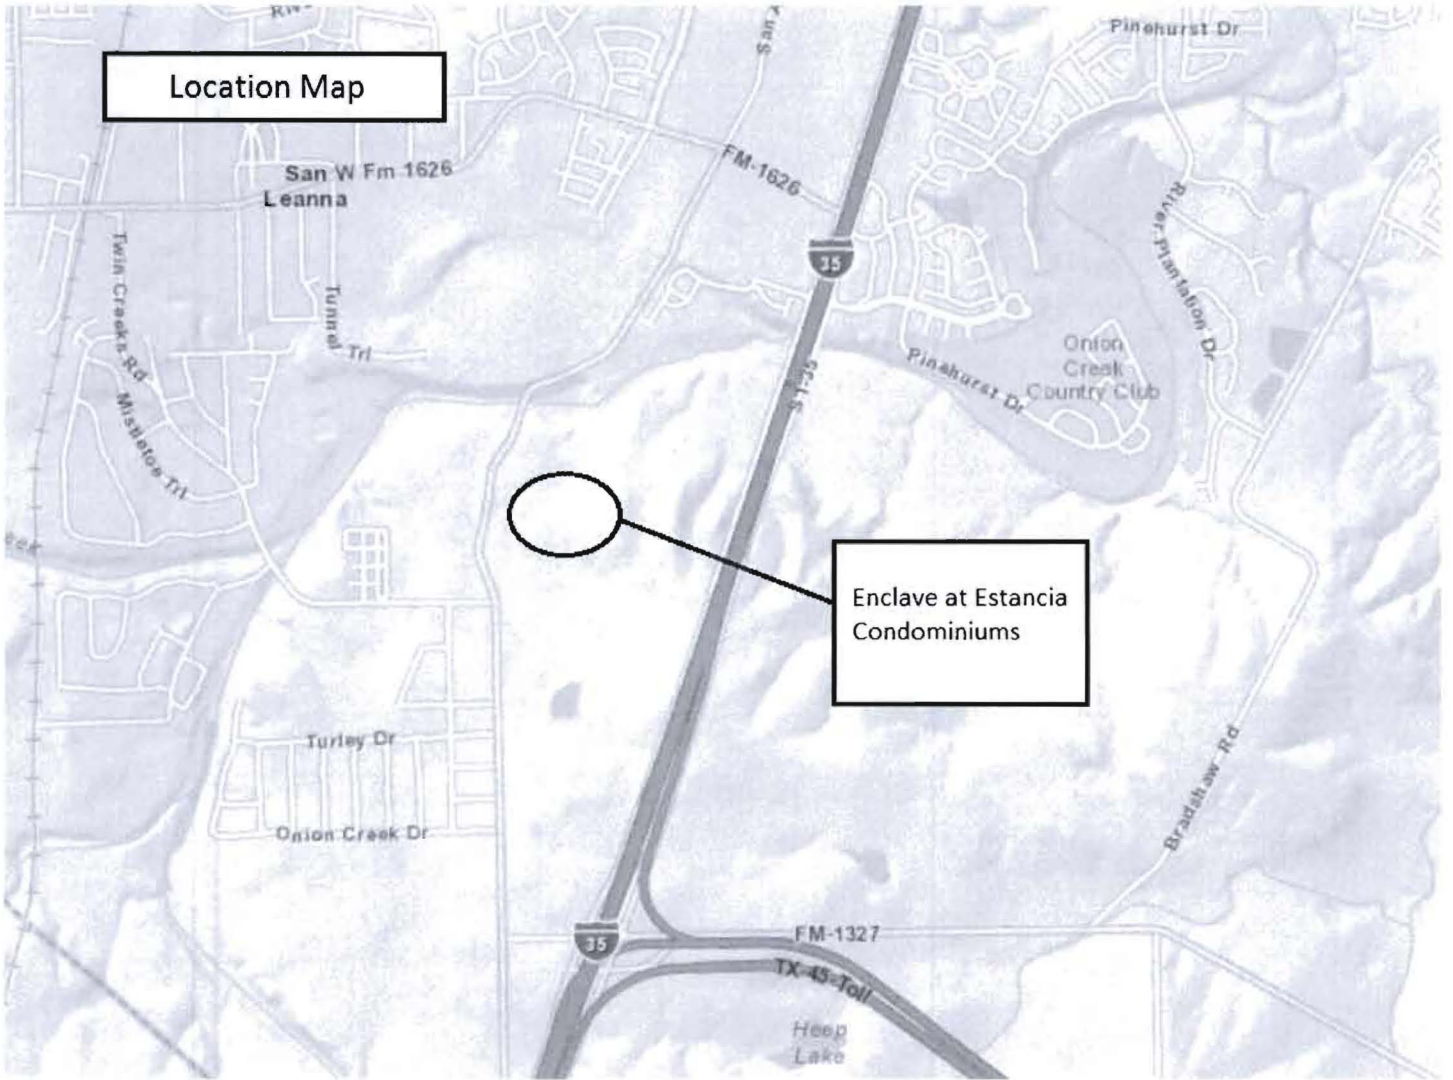 Location Map
Pinehurst Dr
San W Fm 1626
Leanna
FM-1626
Twin Creeks Rd
Tunnel Trl
River Plantation Dr
35
S I-35
Pinehurst Dr
Onion
Creek
Country Club
Mistletoe Trl
Enclave at Estancia
Condominiums
Turley Dr
Onion Creek Dr
Bradshaw Rd
35
FM-1327
TX-45-Toll
Heep
Lake